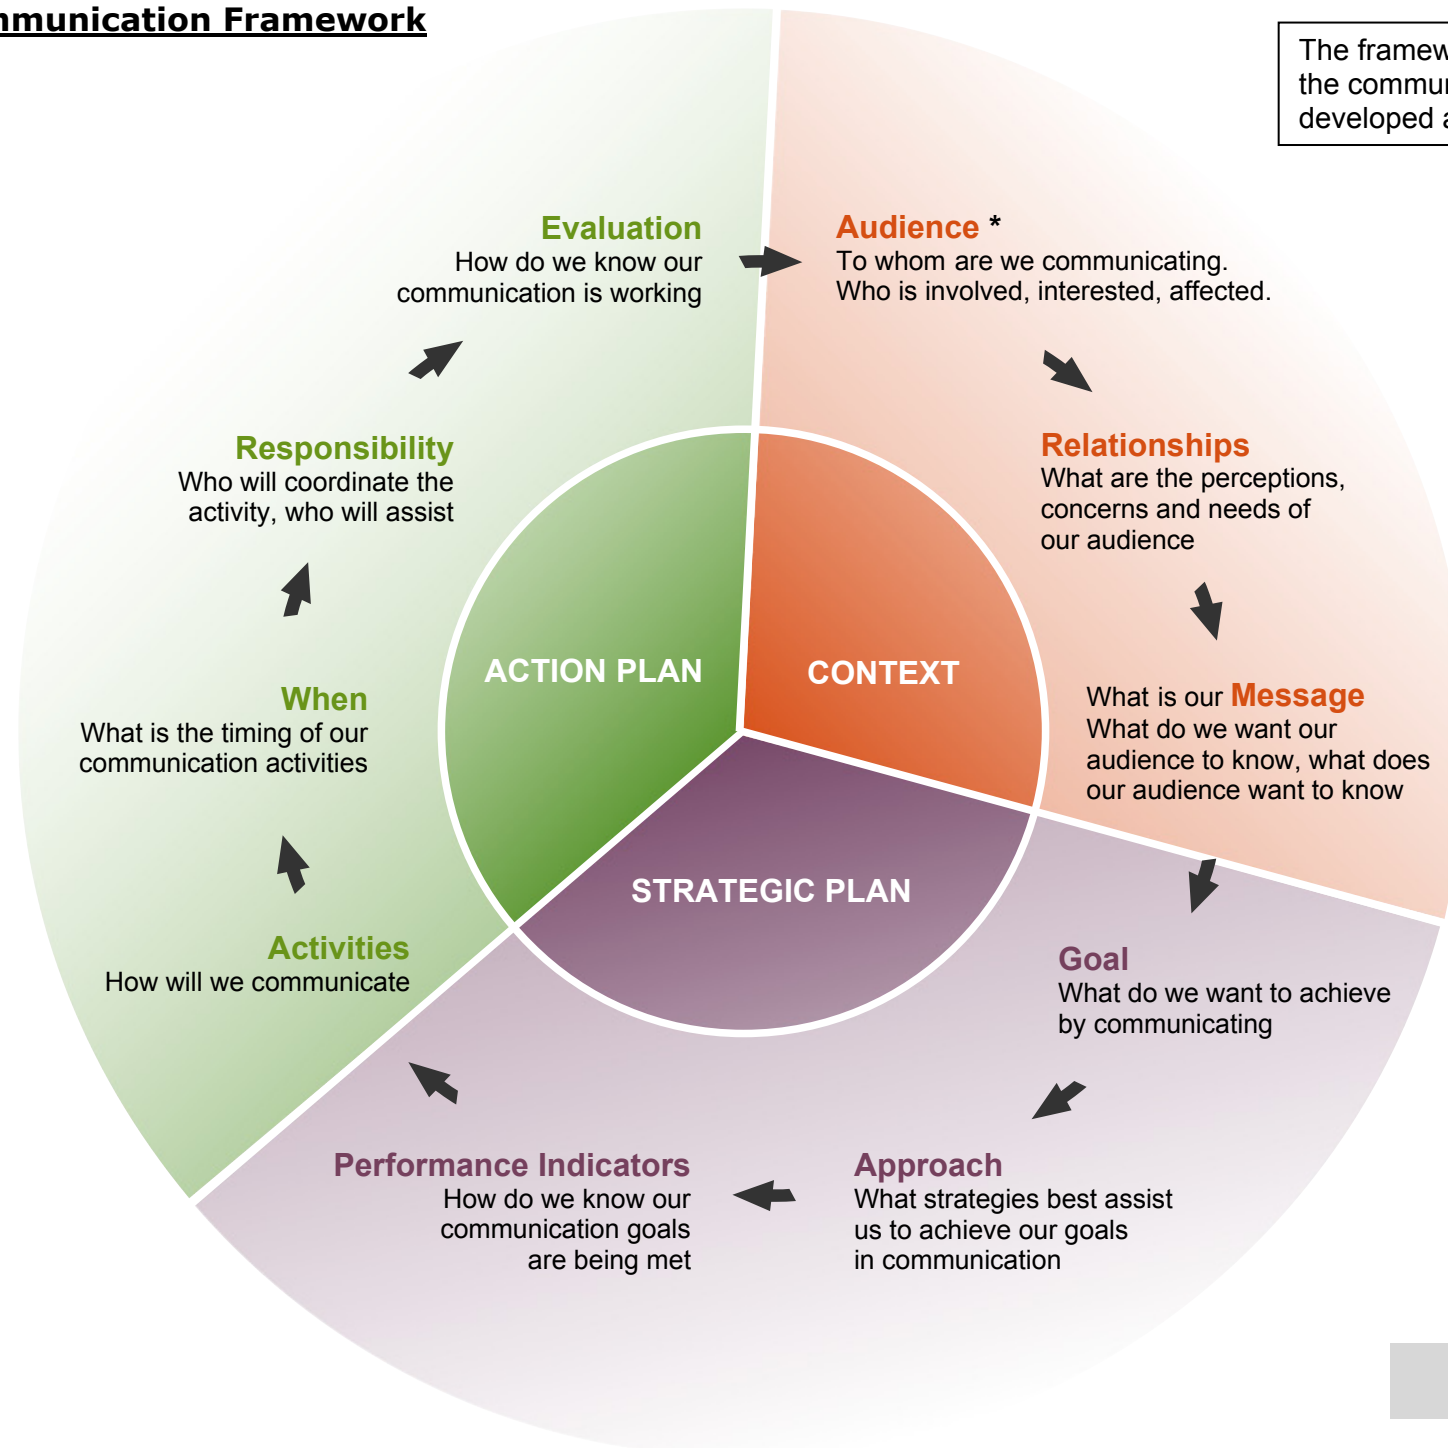 mmunication Framework
The framew
the commu
developed a
Evaluation
How do we know our
communication is working
Audience *
To whom are we communicating.
Who is involved, interested, affected.
Responsibility
Who will coordinate the
activity, who will assist
Relationships
What are the perceptions,
concerns and needs of
our audience
ACTION PLAN
CONTEXT
When
What is the timing of our
communication activities
What is our Message
What do we want our
audience to know, what does
our audience want to know
STRATEGIC PLAN
Activities
How will we communicate
Goal
What do we want to achieve
by communicating
Performance Indicators
How do we know our
communication goals
are being met
Approach
What strategies best assist
us to achieve our goals
in communication